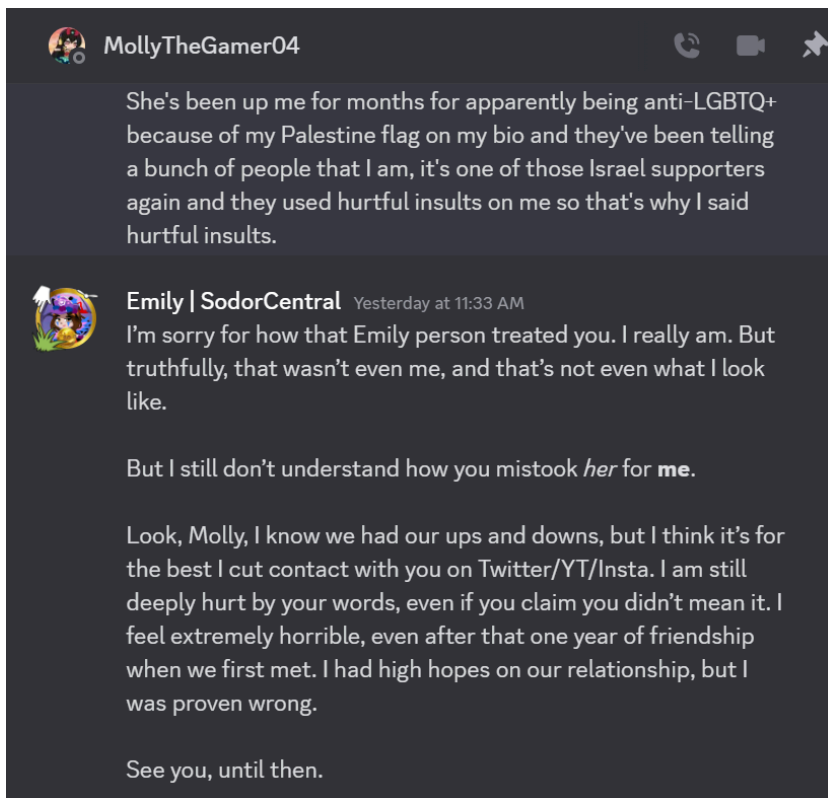 MollyTheGamer04
She's been up me for months for apparently being anti-LGBTQ+
because of my Palestine flag on my bio and they've been telling
a bunch of people that I am, it's one of those Israel supporters
again and they used hurtful insults on me so that's why I said
hurtful insults.
Emily | SodorCentral Yesterday at 11:33 AM
I’m sorry for how that Emily person treated you. I really am. But
truthfully, that wasn’t even me, and that’s not even what I look
like.
But I still don’t understand how you mistook her for me.
Look, Molly, I know we had our ups and downs, but I think it’s for
the best I cut contact with you on Twitter/YT/Insta. I am still
deeply hurt by your words, even if you claim you didn’t mean it. I
feel extremely horrible, even after that one year of friendship
when we first met. I had high hopes on our relationship, but I
was proven wrong.
See you, until then.